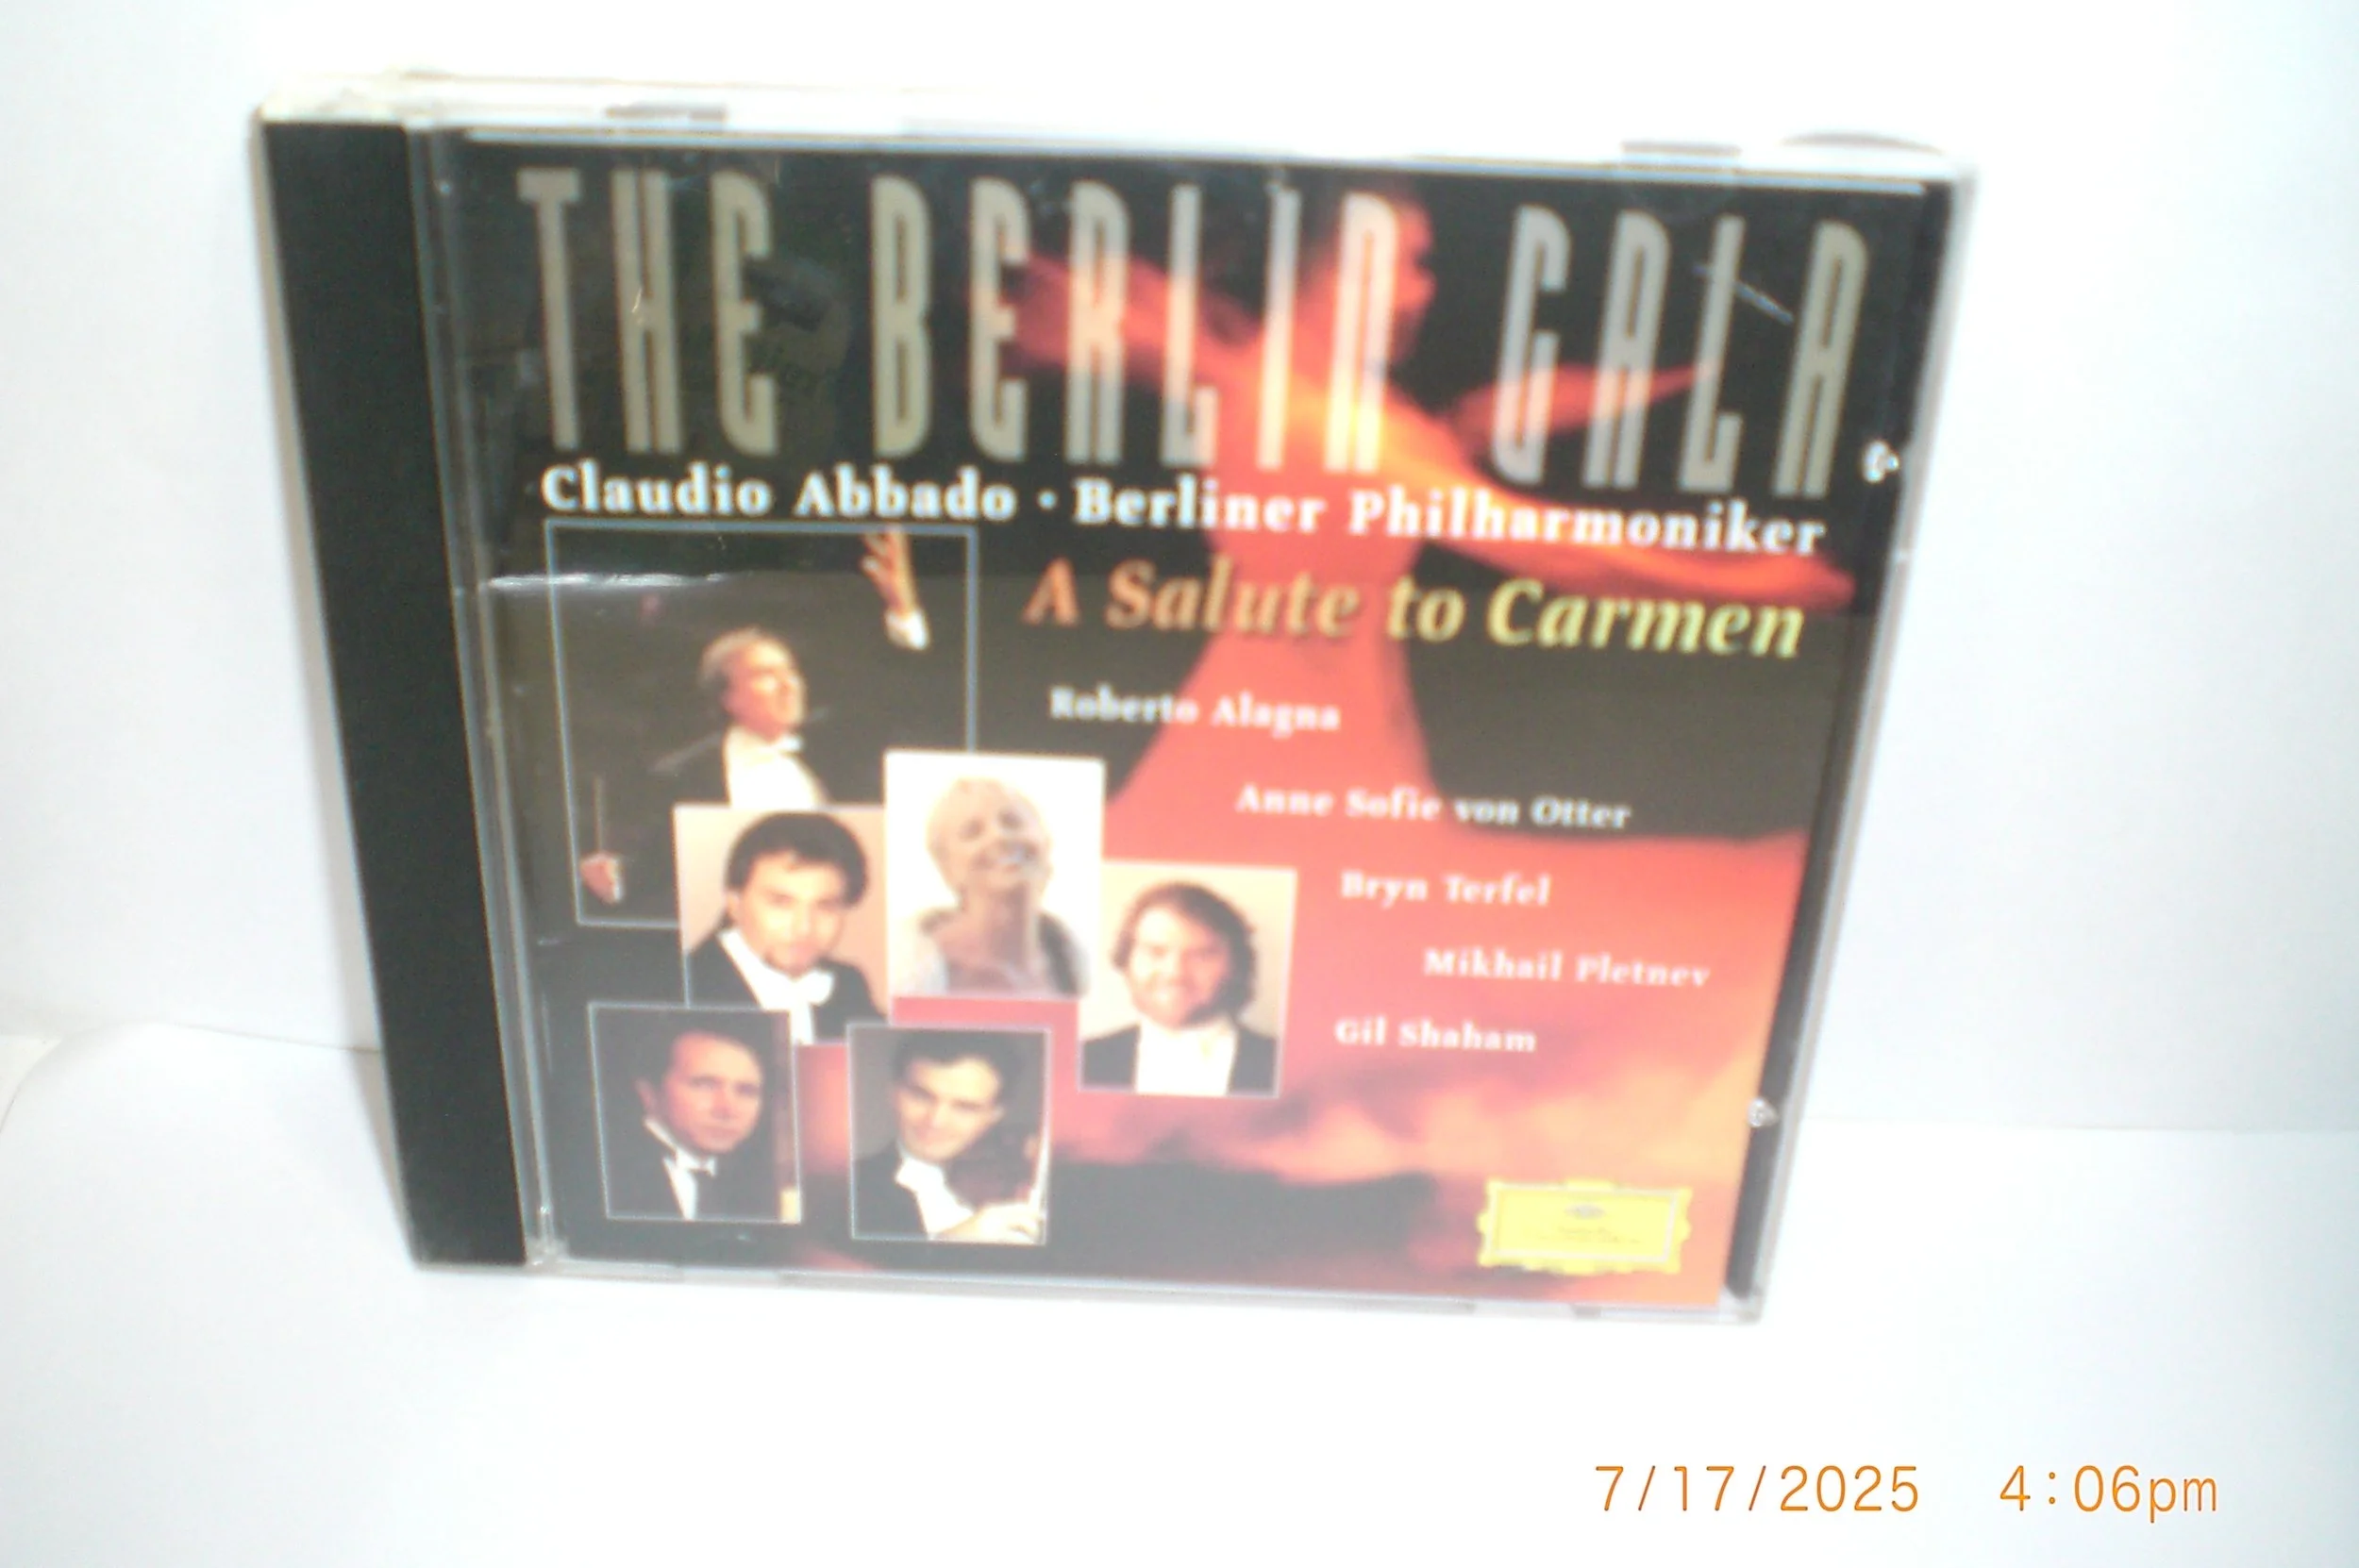 THE BERLIN GALA
Claudio Abbado · Berliner Philharmoniker
A Salute to Carmen
Roberto Alagna
Anne Sofie von Otter
Bryn Terfel
Mikhail Pletnev
Gil Shaham
7/17/2025 4:06pm